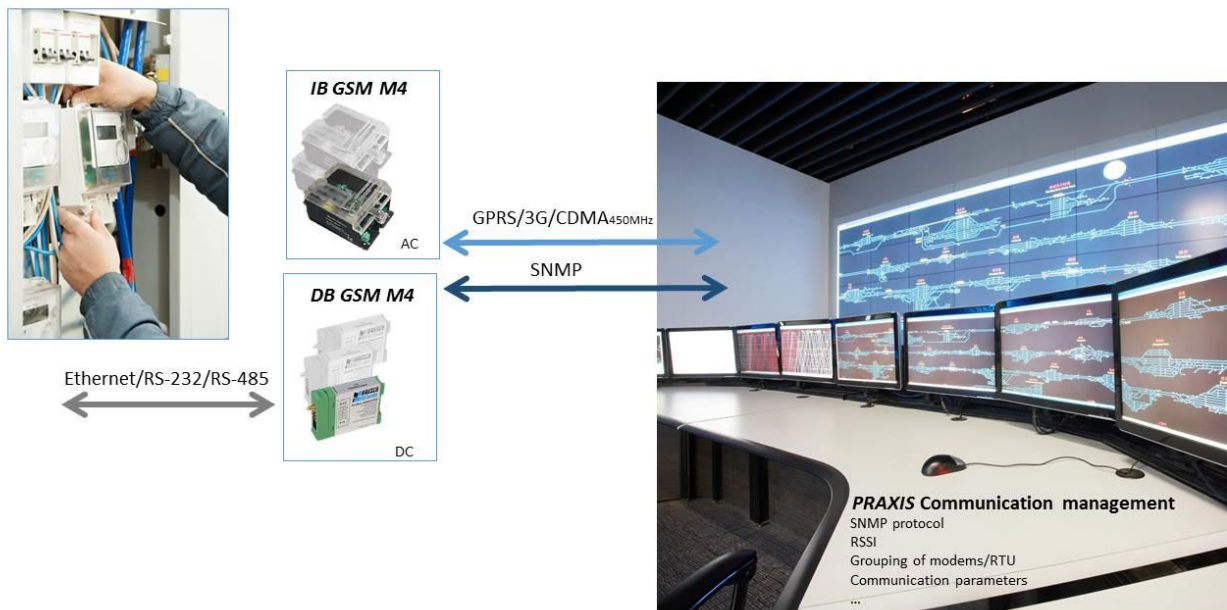 IB GSM M4
AC
GPRS/3G/CDMA450MHz
SNMP
DB GSM M4
Ethernet/RS-232/RS-485
DC
PRAXIS Communication management
SNMP protocol
RSSI
Grouping of modems/RTU
Communication parameters
...